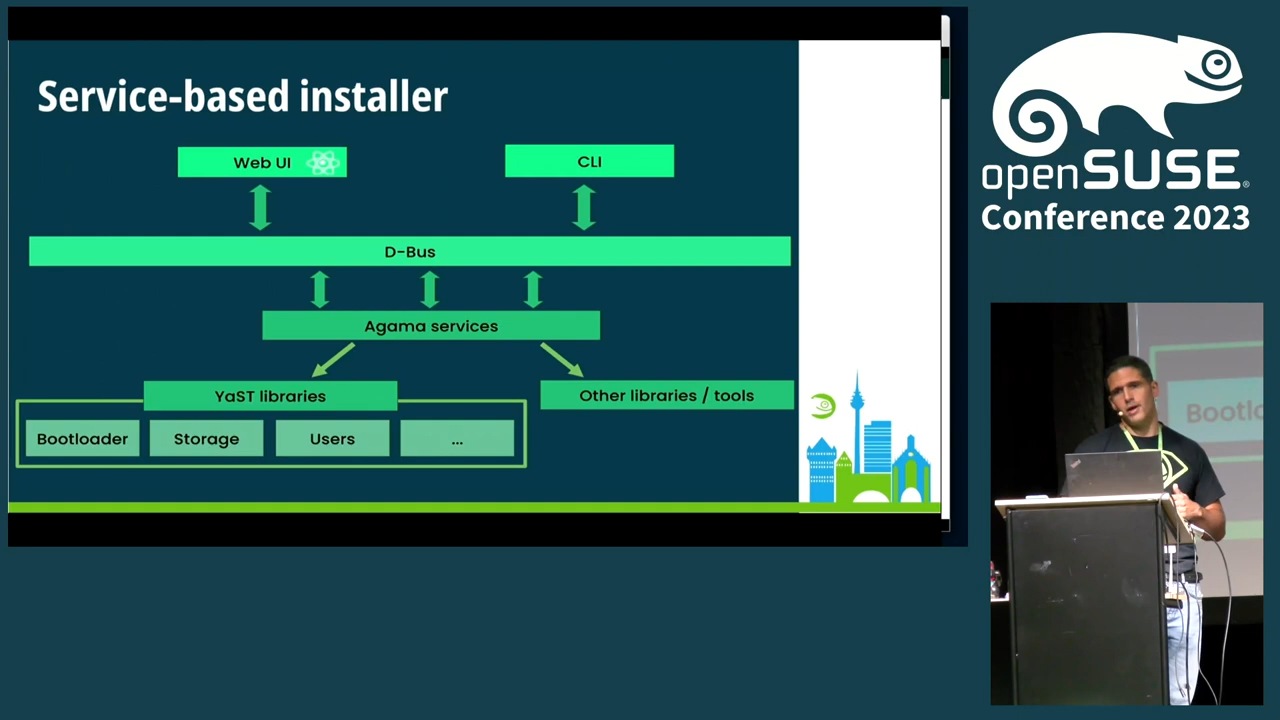 Service-based installer
Web UI
CLI
D-Bus
Agama services
YaST libraries
Other libraries / tools
Bootloader
Storage
Users
...
openSUSE®
Conference 2023
Bootlo